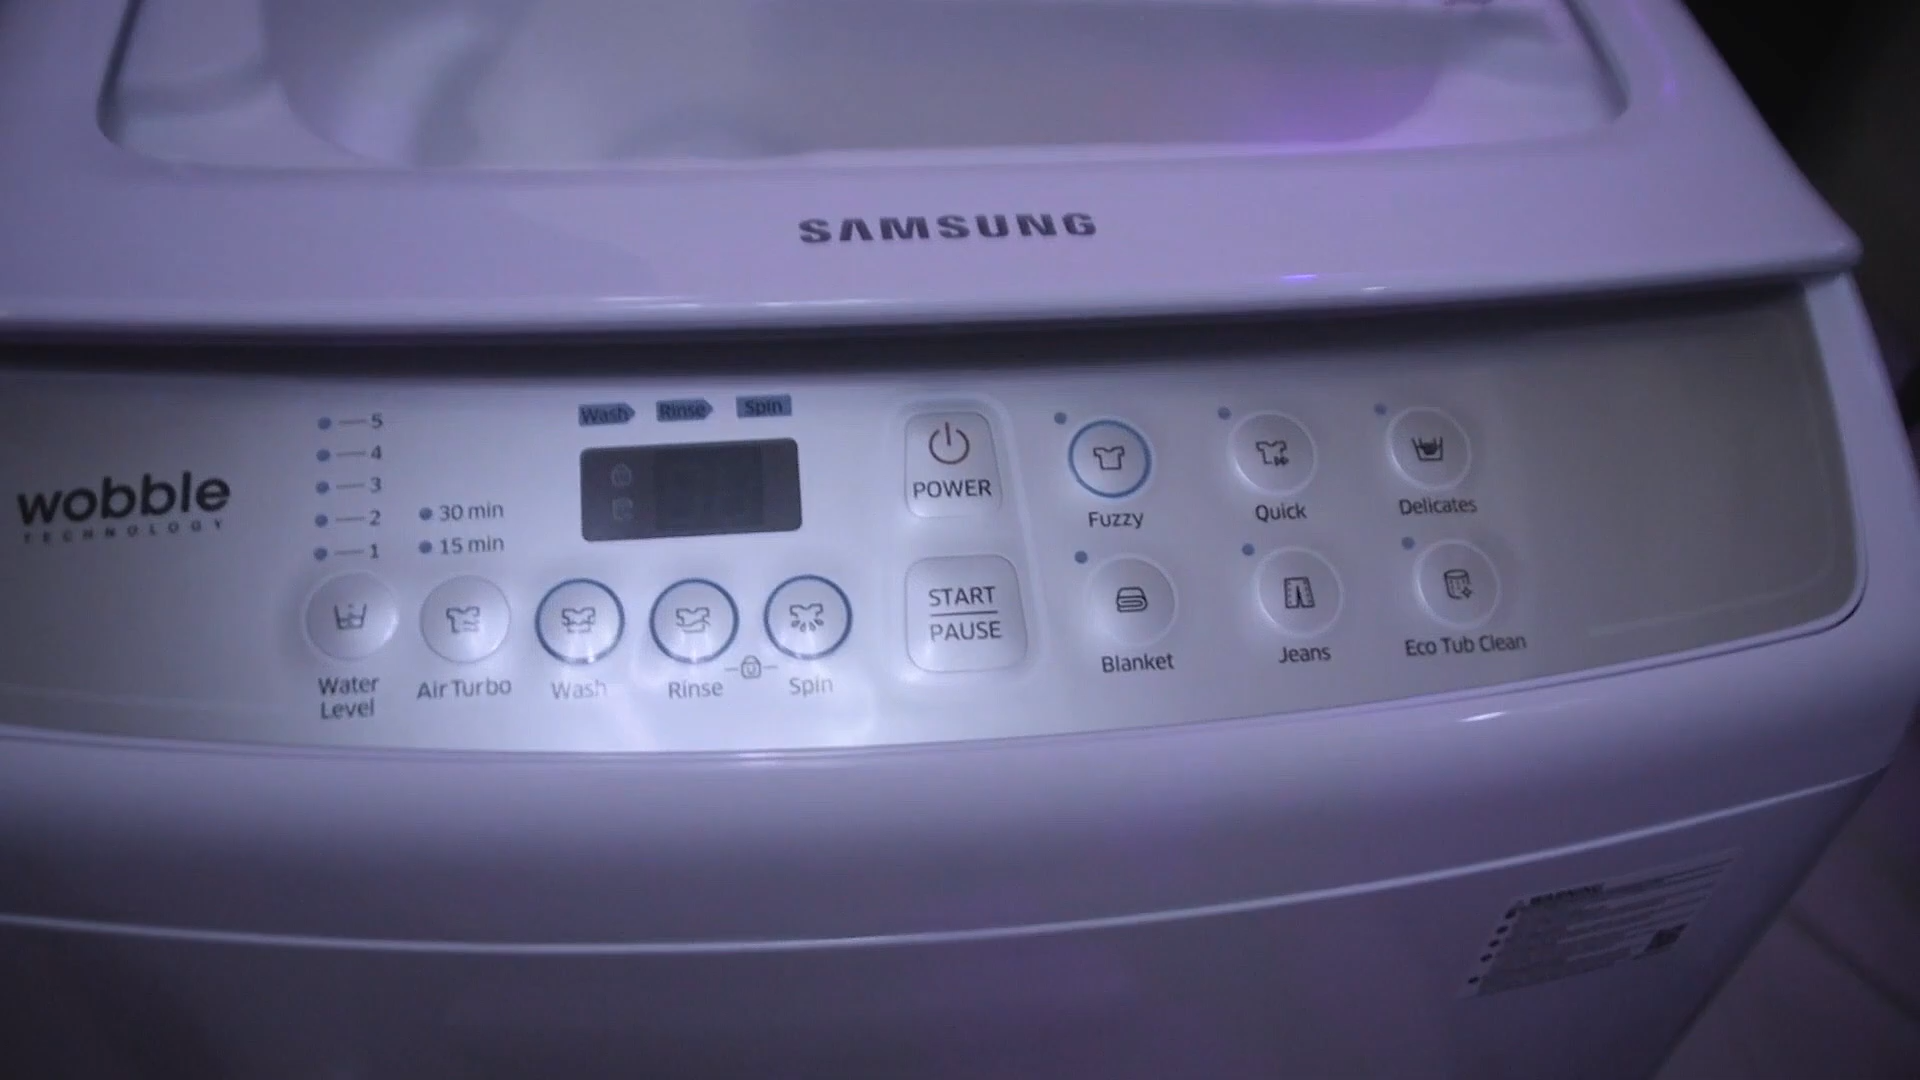 SAMSUNG
wobble
TECHNOLOGY
5
4
3
2
1
30 min
15 min
Wash
Rinse
Spin
POWER
START
PAUSE
Fuzzy
Quick
Delicates
Blanket
Jeans
Eco Tub Clean
Water
Level
Air Turbo
Wash
Rinse
Spin
WARNING